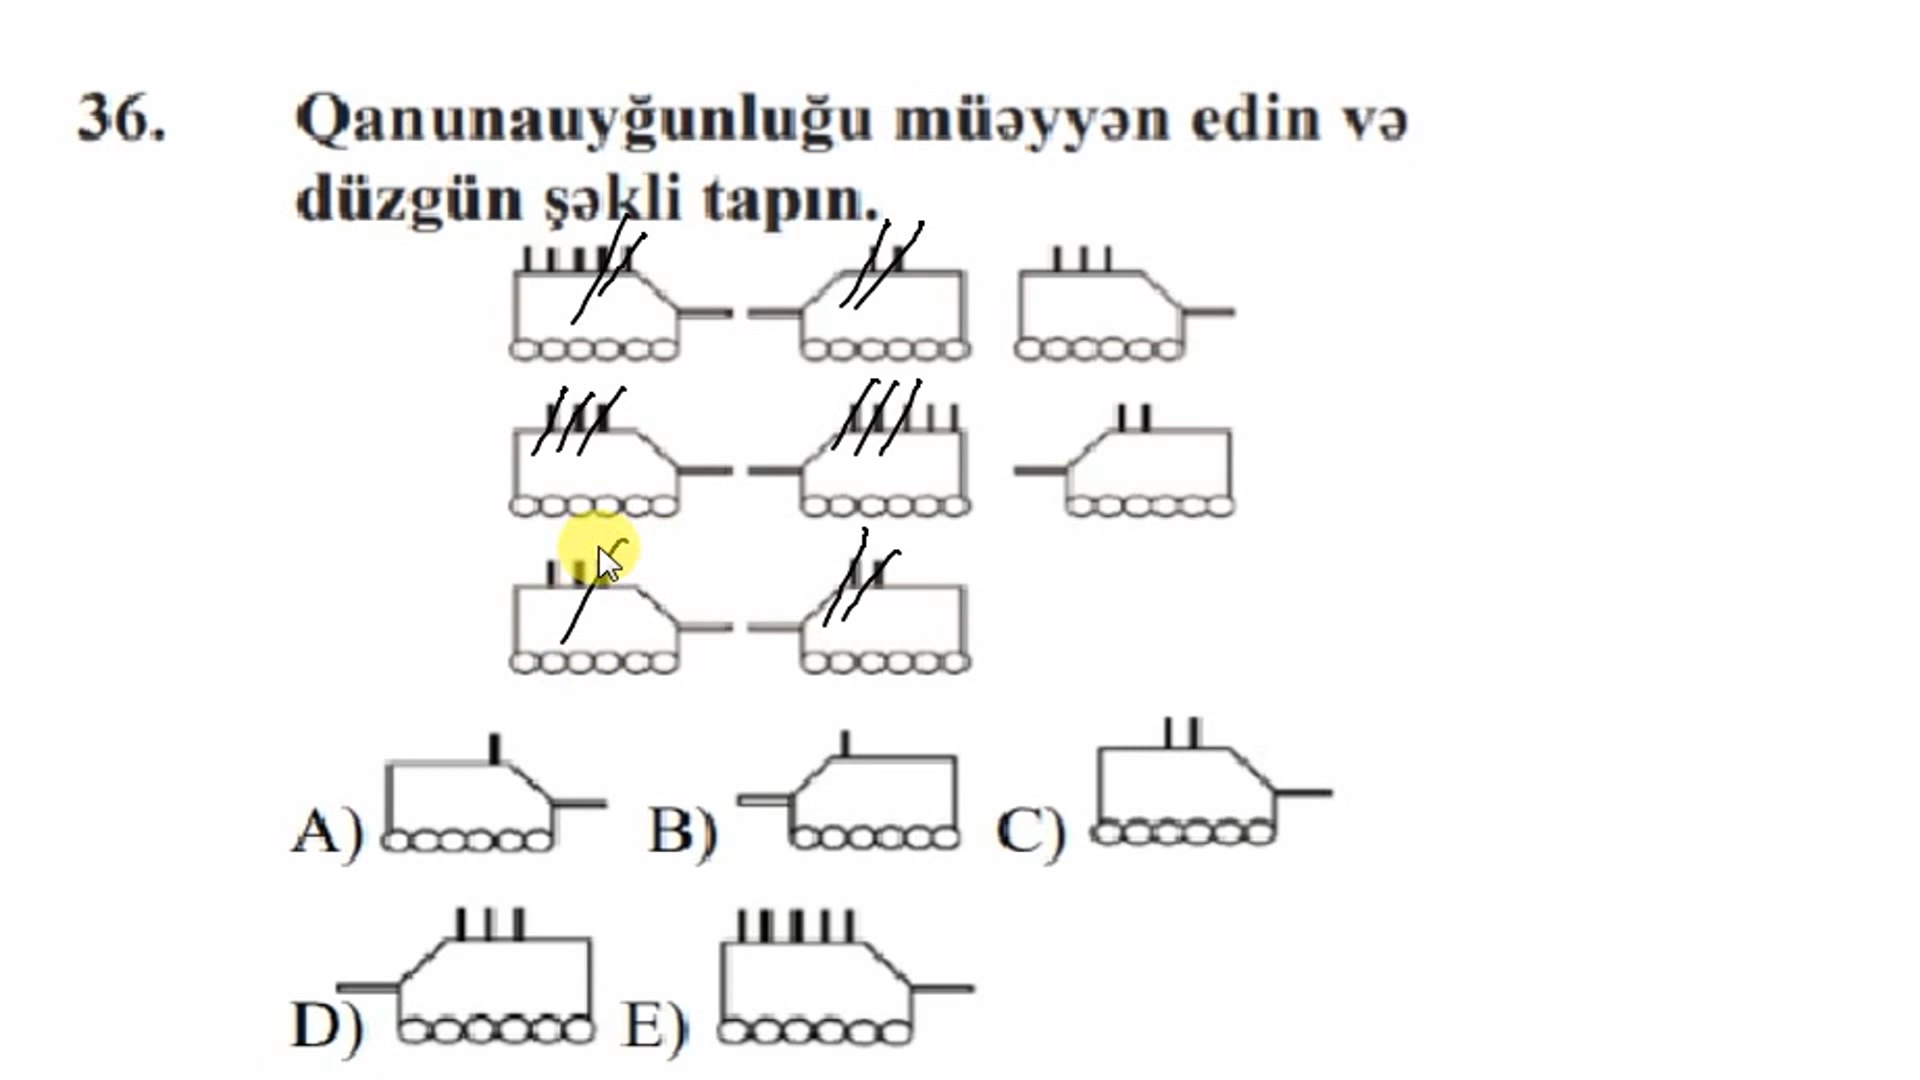 36. Qanunauyğunluğu müəyyən edin və
düzgün şəkli tapın.
A) B) C)
D) E)